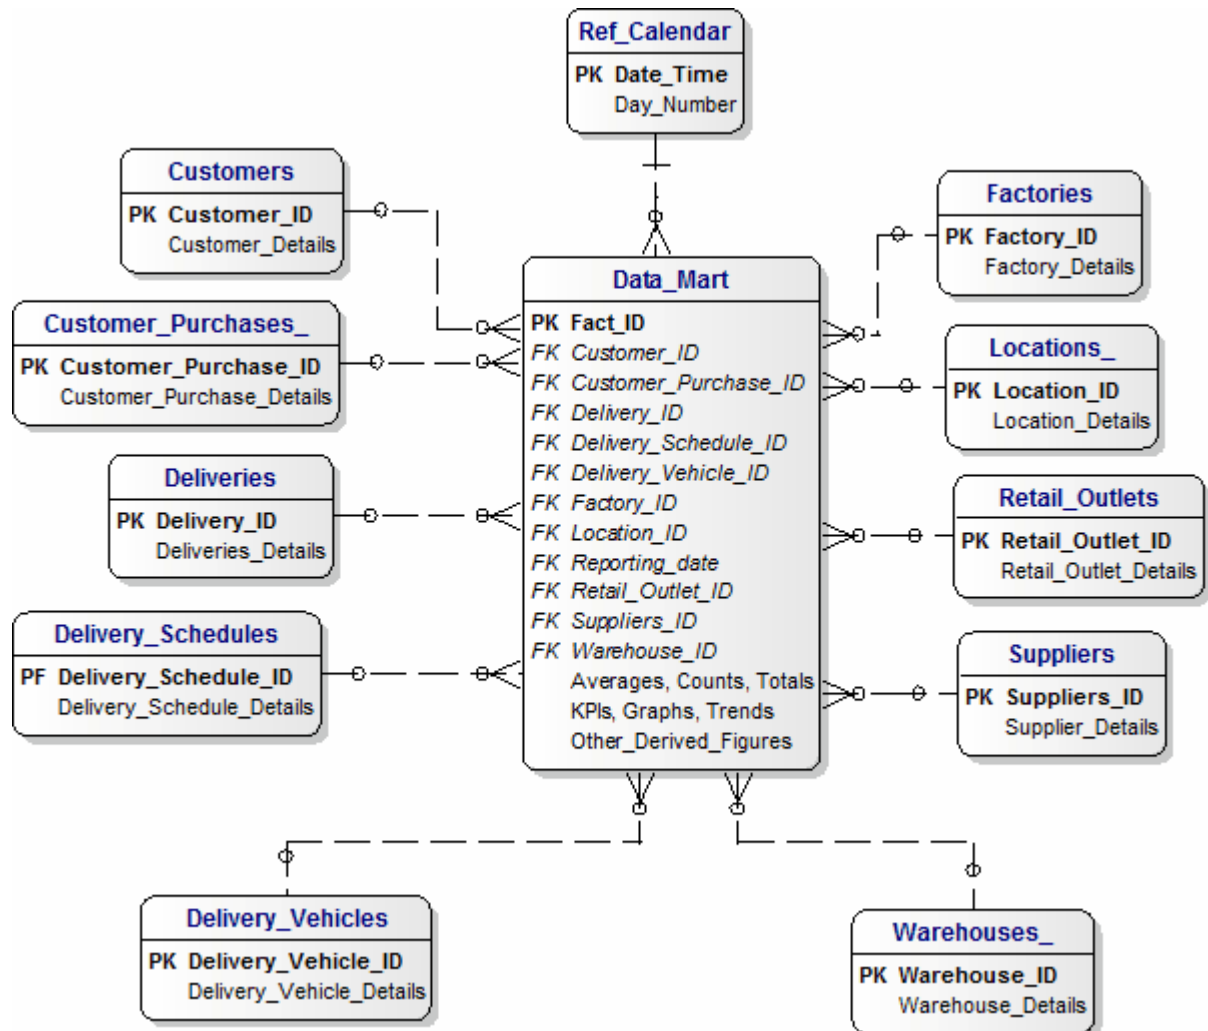 Ref_Calendar
PK Date_Time
Day_Number
Customers
PK Customer_ID
Customer_Details
Customer_Purchases_
PK Customer_Purchase_ID
Customer_Purchase_Details
Deliveries
PK Delivery_ID
Deliveries_Details
Delivery_Schedules
PF Delivery_Schedule_ID
Delivery_Schedule_Details
Data_Mart
PK Fact_ID
FK Customer_ID
FK Customer_Purchase_ID
FK Delivery_ID
FK Delivery_Schedule_ID
FK Delivery_Vehicle_ID
FK Factory_ID
FK Location_ID
FK Reporting_date
FK Retail_Outlet_ID
FK Suppliers_ID
FK Warehouse_ID
Averages, Counts, Totals
KPIs, Graphs, Trends
Other_Derived_Figures
Factories
PK Factory_ID
Factory_Details
Locations_
PK Location_ID
Location_Details
Retail_Outlets
PK Retail_Outlet_ID
Retail_Outlet_Details
Suppliers
PK Suppliers_ID
Supplier_Details
Delivery_Vehicles
PK Delivery_Vehicle_ID
Delivery_Vehicle_Details
Warehouses_
PK Warehouse_ID
Warehouse_Details